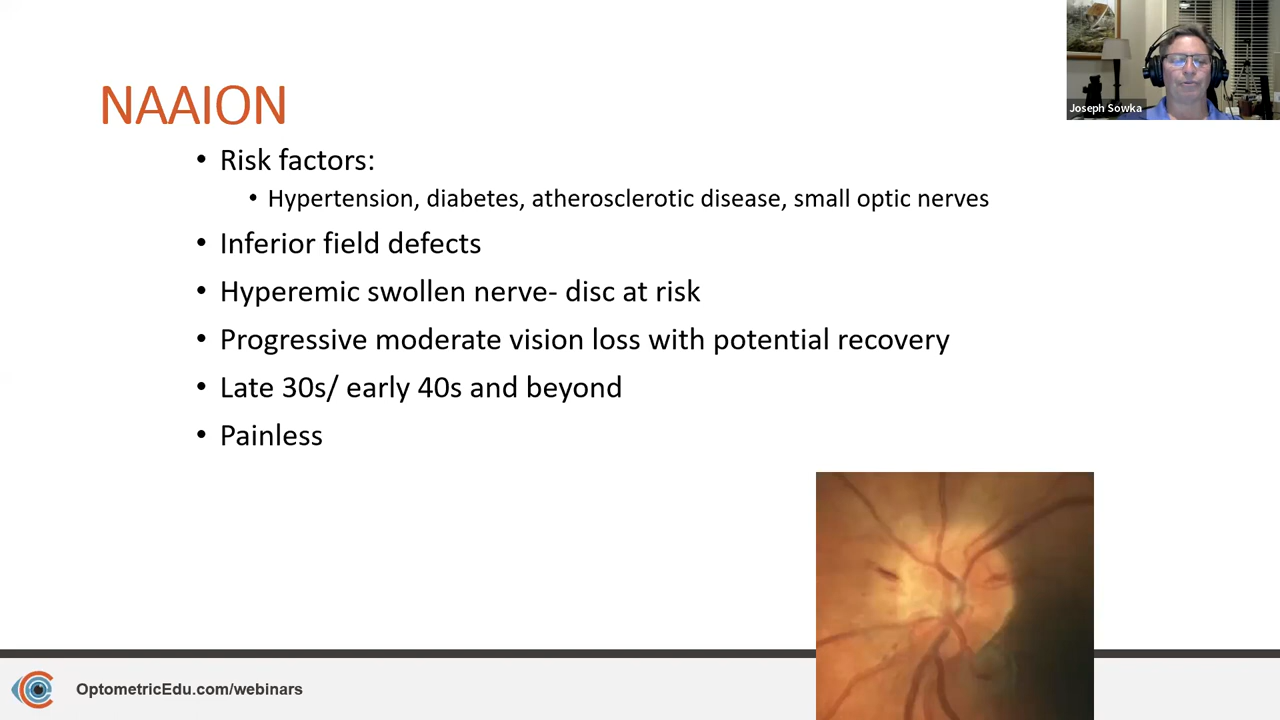 Joseph Sowka
NAAION
• Risk factors:
• Hypertension, diabetes, atherosclerotic disease, small optic nerves
• Inferior field defects
• Hyperemic swollen nerve- disc at risk
• Progressive moderate vision loss with potential recovery
• Late 30s/ early 40s and beyond
• Painless
OptometricEdu.com/webinars